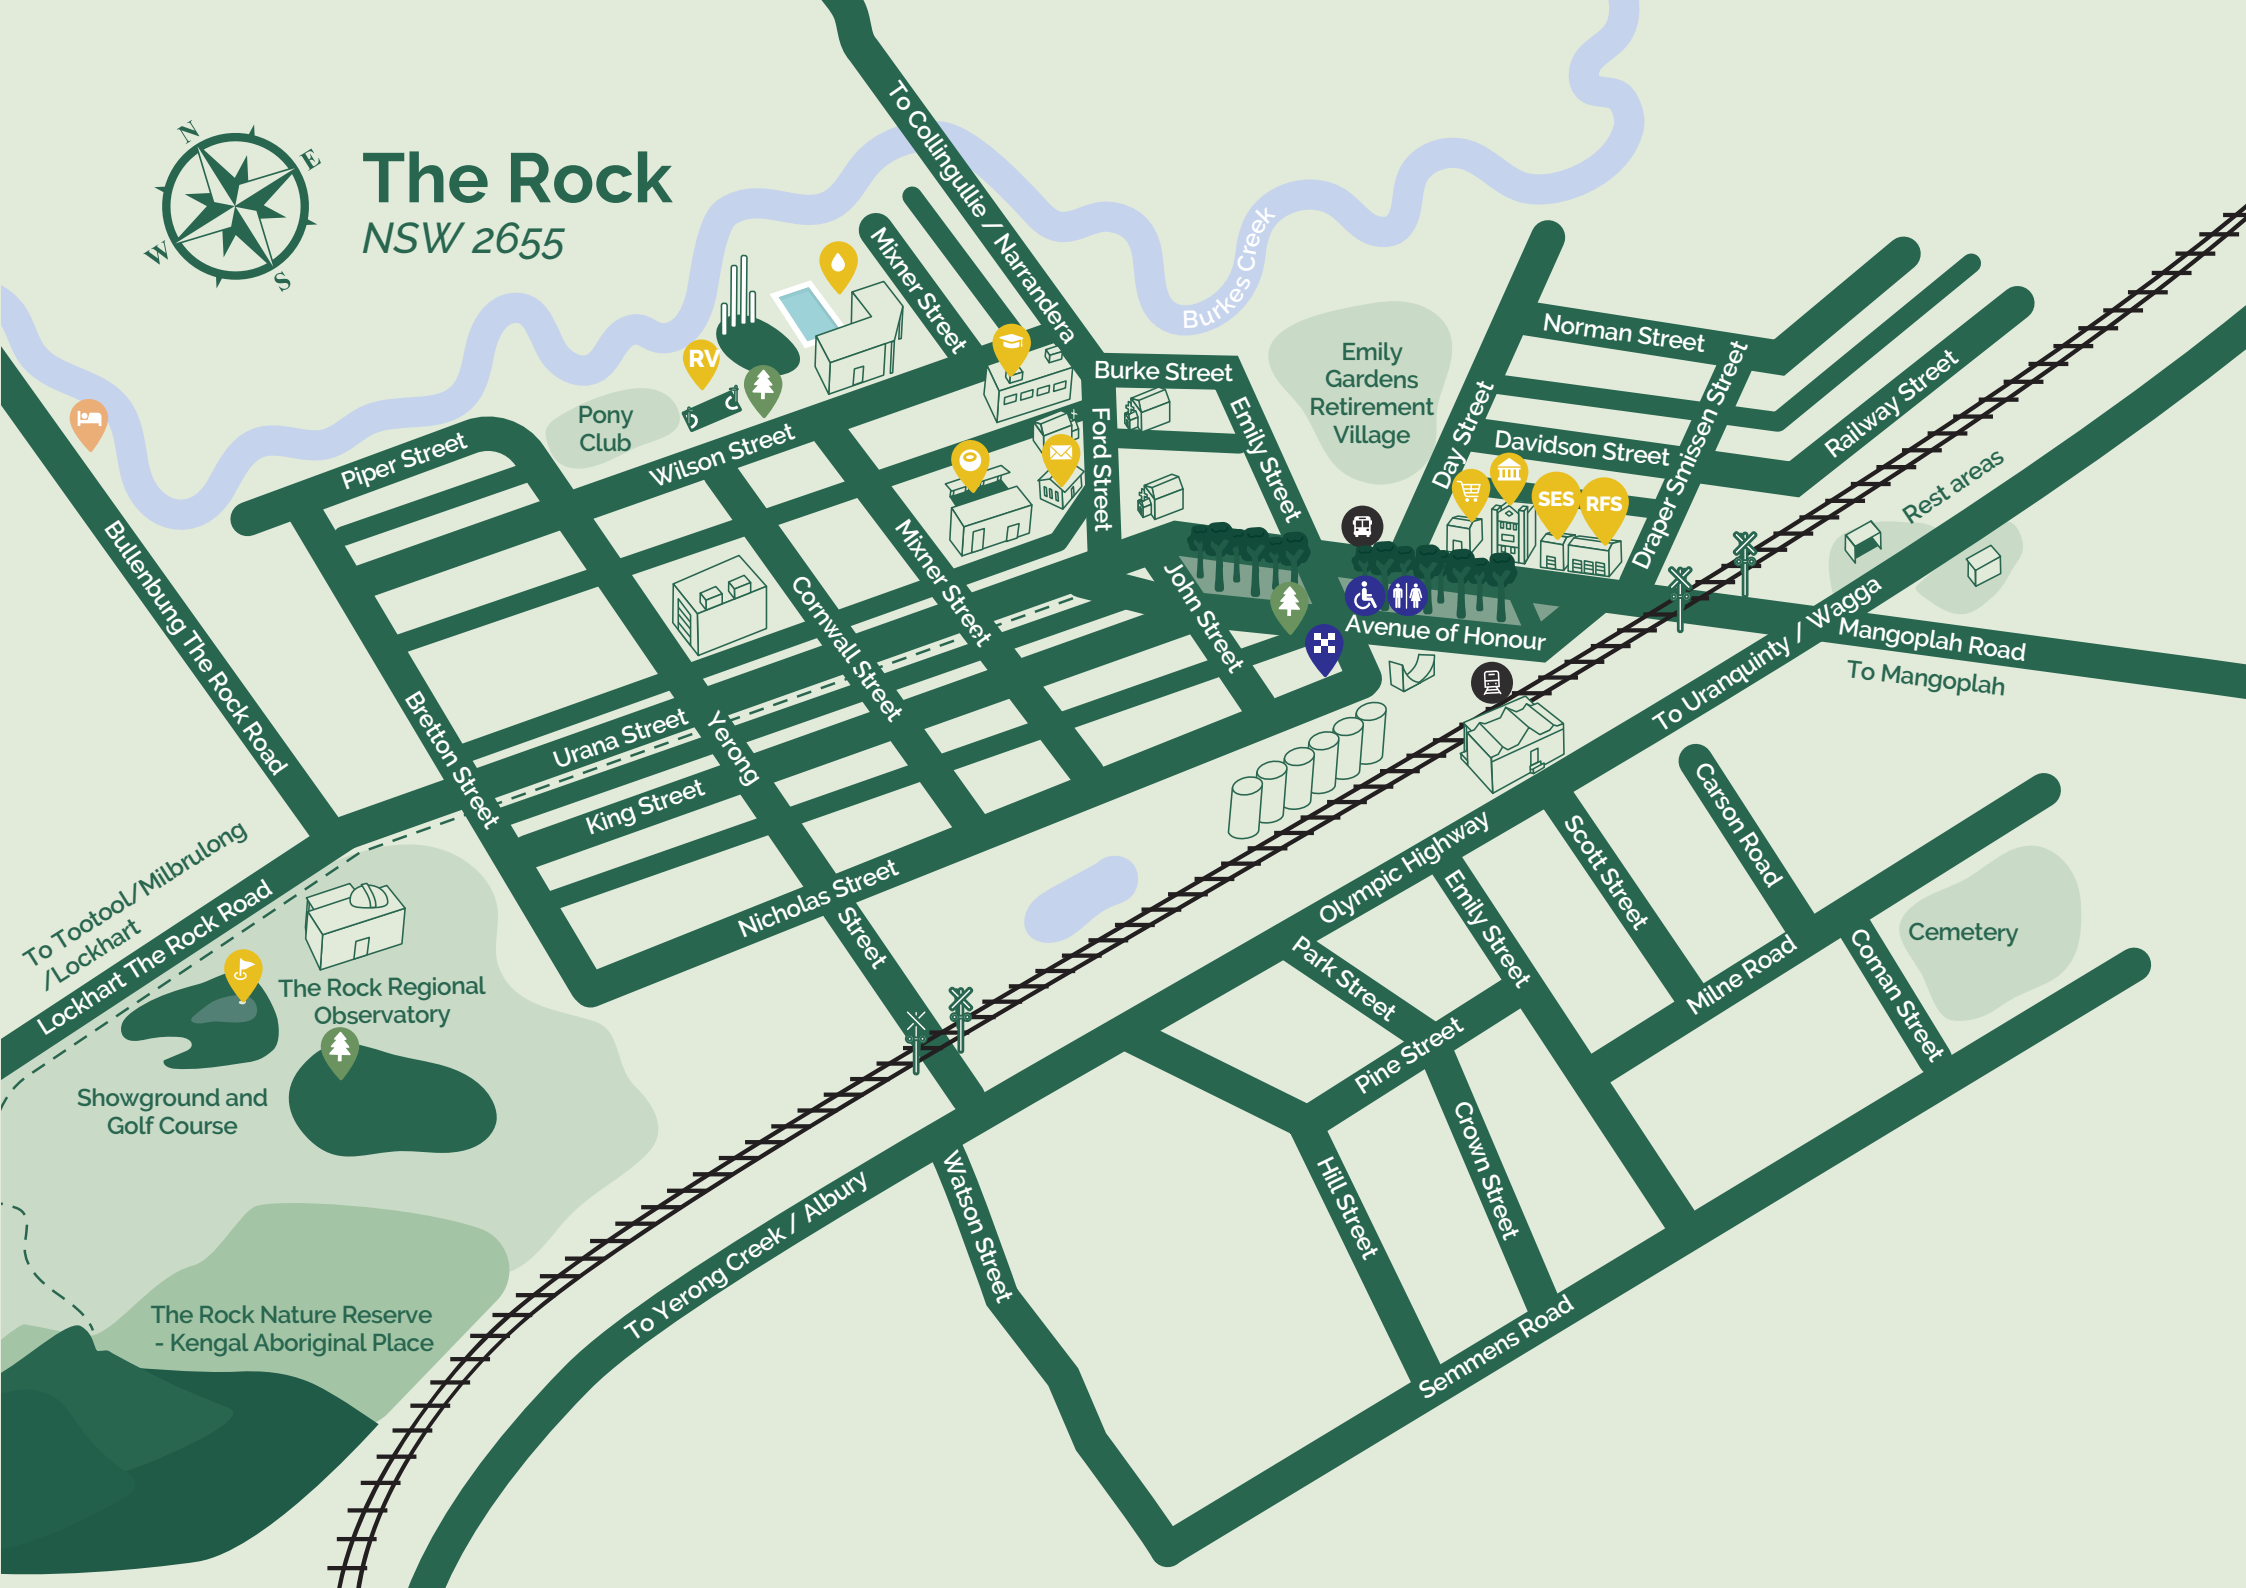 N
E
W
S
The Rock
NSW 2655
To Collingullie / Narrandera
Mixner Street
Burkes Creek
RV
Pony
Club
Piper Street
Wilson Street
Burke Street
Ford Street
Emily Street
Emily
Gardens
Retirement
Village
Norman Street
Day Street
Davidson Street
Draper Smissen Street
Railway Street
SES
RFS
Rest areas
Bullenbung The Rock Road
Bretton Street
Cornwall Street
Mixner Street
John Street
Avenue of Honour
Mangoplah Road
To Mangoplah
To Uranquinty / Wagga
Urana Street
Yerong
Street
King Street
Nicholas Street
To Tootool/Milbrulong
/Lockhart
Lockhart The Rock Road
The Rock Regional
Observatory
Showground and
Golf Course
Olympic Highway
Carson Road
Scott Street
Emily Street
Park Street
Pine Street
Milne Road
Coman Street
Cemetery
Crown Street
Hill Street
Watson Street
To Yerong Creek / Albury
Semmens Road
The Rock Nature Reserve
- Kengal Aboriginal Place